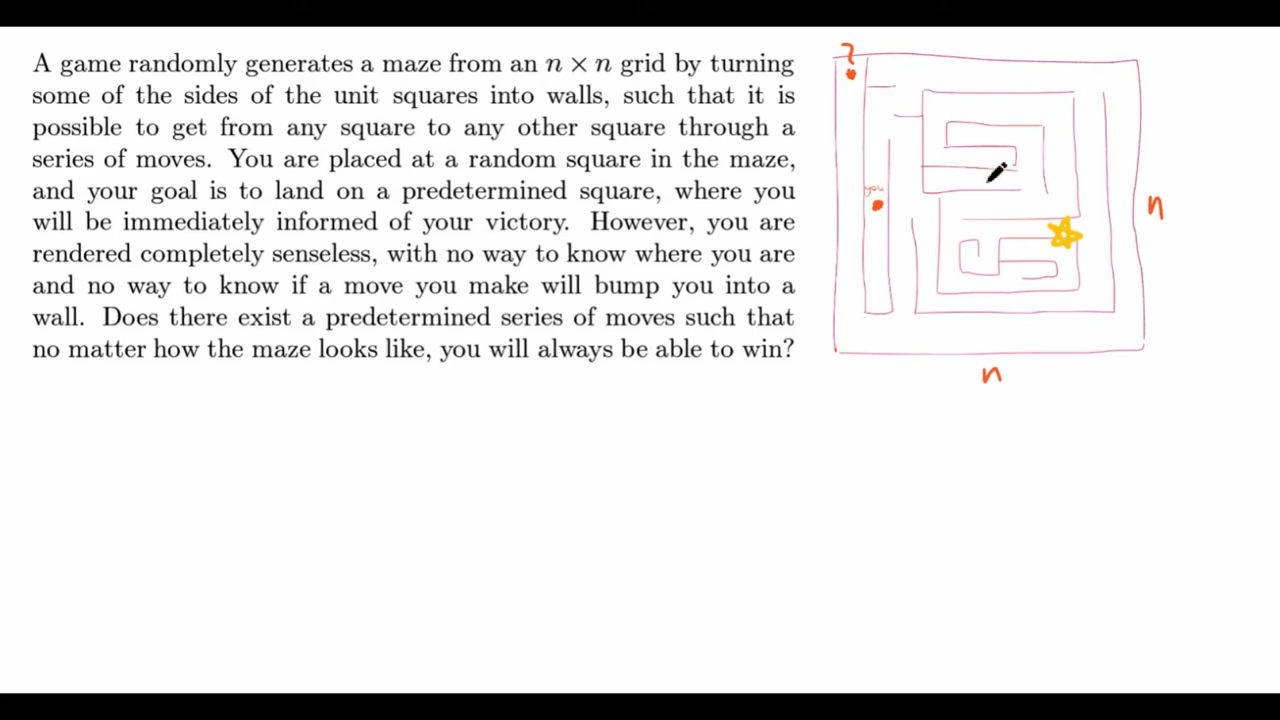 A game randomly generates a maze from an n × n grid by turning
some of the sides of the unit squares into walls, such that it is
possible to get from any square to any other square through a
series of moves. You are placed at a random square in the maze,
and your goal is to land on a predetermined square, where you
will be immediately informed of your victory. However, you are
rendered completely senseless, with no way to know where you are
and no way to know if a move you make will bump you into a
wall. Does there exist a predetermined series of moves such that
no matter how the maze looks like, you will always be able to win?
?
you
n
n